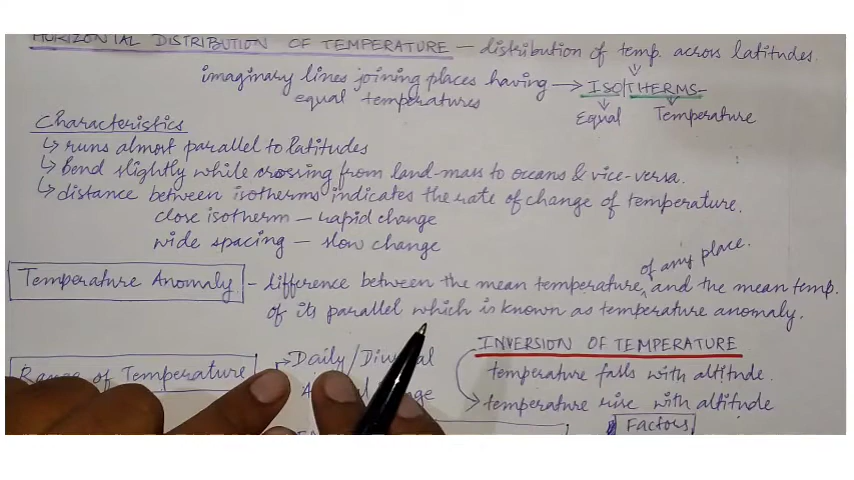 HORIZONTAL DISTRIBUTION OF TEMPERATURE — distribution of temp. across latitudes.
imaginary lines joining places having → ISO/THERMS
equal temperatures
Equal Temperature
Characteristics
↳ runs almost parallel to latitudes
↳ bend slightly while crossing from land-mass to oceans & vice-versa.
↳ distance between isotherms indicates the rate of change of temperature.
close isotherm — rapid change
wide spacing — slow change
of any place.
Temperature Anomaly - difference between the mean temperature ^ and the mean temp.
of its parallel which is known as temperature anomaly.
INVERSION OF TEMPERATURE
Range of Temperature → Daily/
temperature falls with altitude.
temperature rise with altitude
Factors